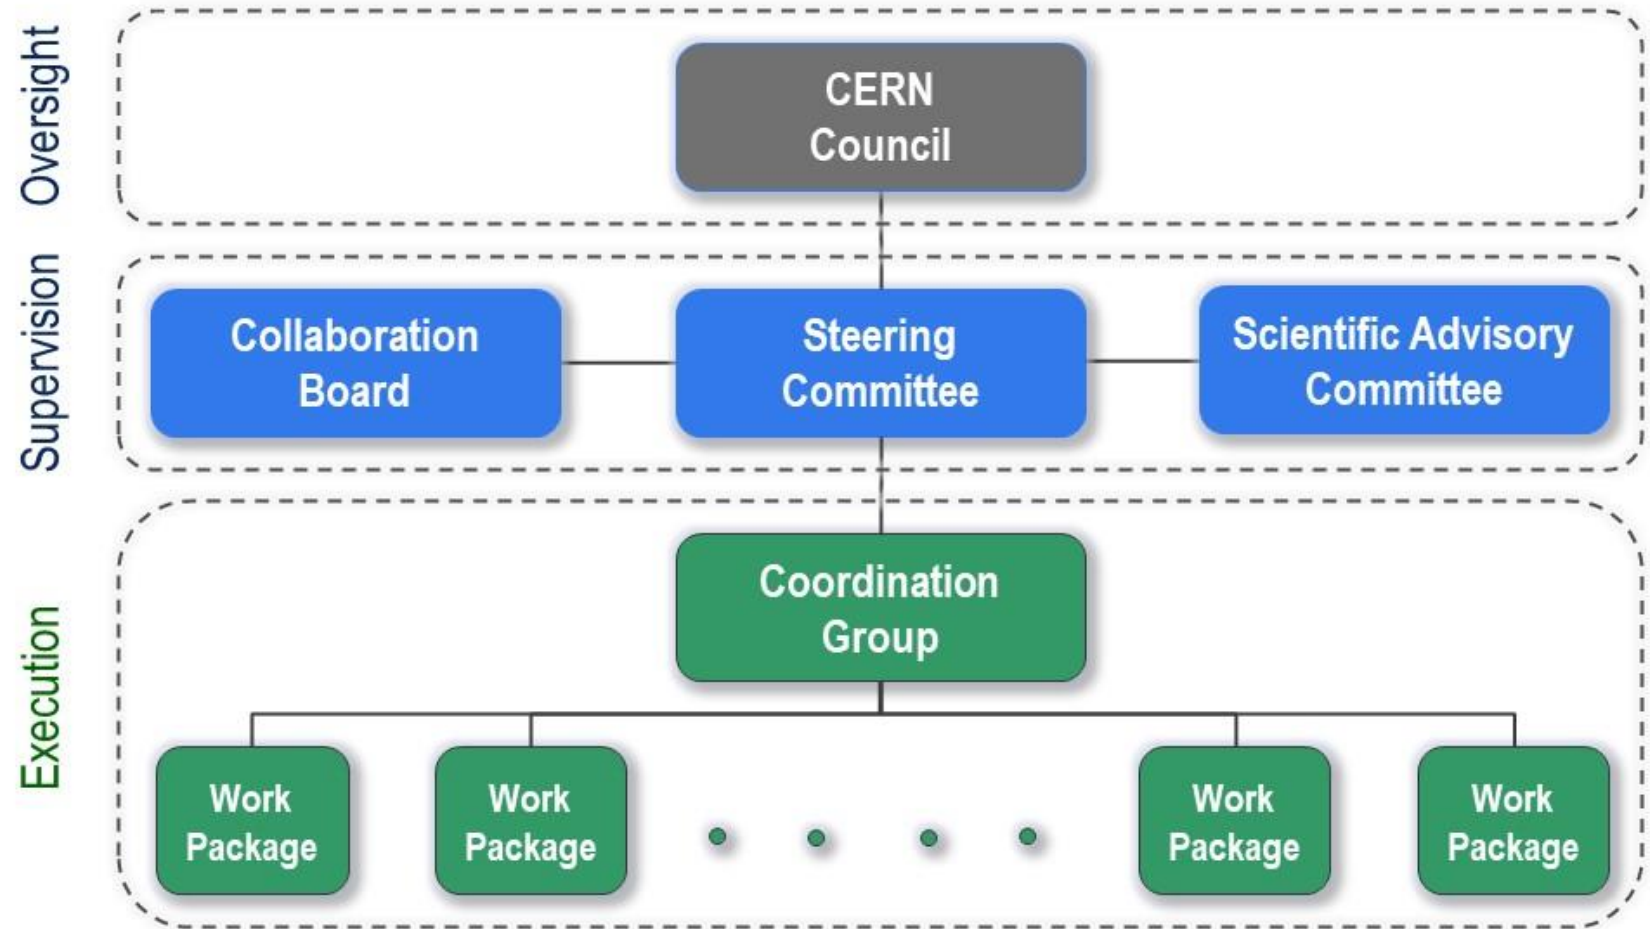 Oversight
CERN
Council
Supervision
Collaboration
Board
Steering
Committee
Scientific Advisory
Committee
Execution
Coordination
Group
Work
Package
Work
Package
Work
Package
Work
Package